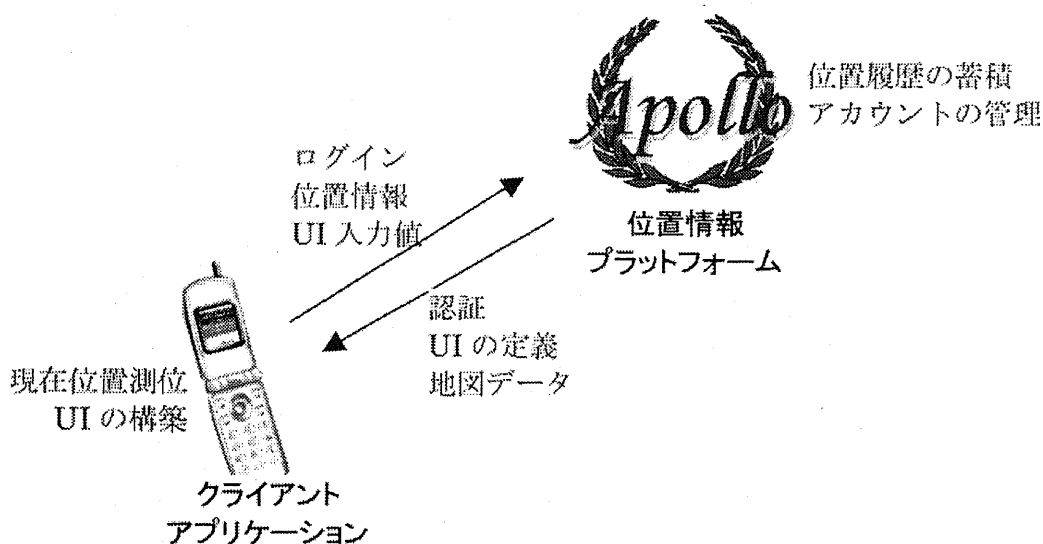 Apollo
位置履歴の蓄積
アカウントの管理
位置情報
プラットフォーム
ログイン
位置情報
UI 入力値
認証
UI の定義
地図データ
現在位置測位
UI の構築
クライアント
アプリケーション